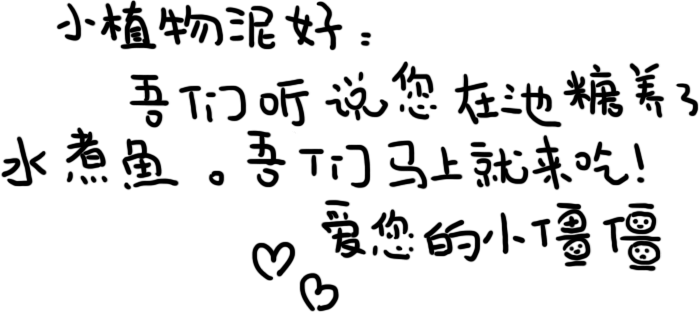 小植物泥好：
吾们听说您在池糖养了
水煮鱼。吾们马上就来吃！
爱您的小僵僵